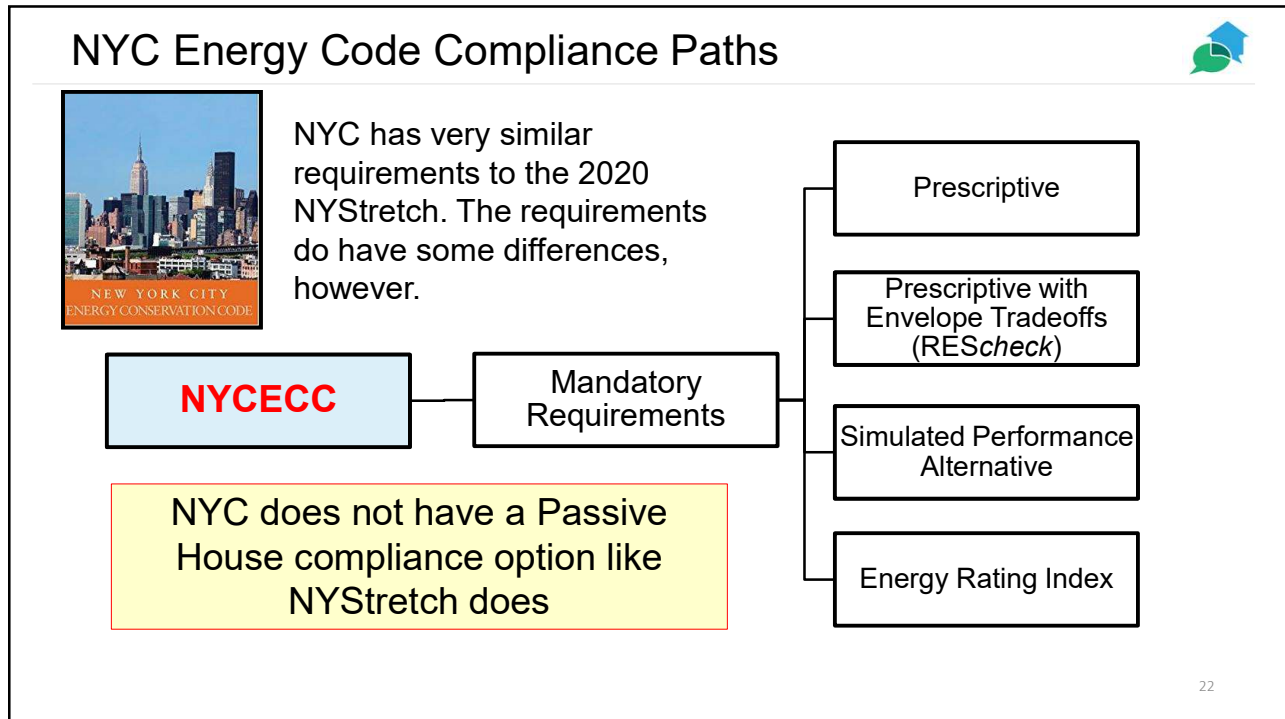 NYC Energy Code Compliance Paths
NEW YORK CITY
ENERGY CONSERVATION CODE
NYC has very similar
requirements to the 2020
NYStretch. The requirements
do have some differences,
however.
NYCECC
Mandatory
Requirements
Prescriptive
Prescriptive with
Envelope Tradeoffs
(REScheck)
Simulated Performance
Alternative
Energy Rating Index
NYC does not have a Passive
House compliance option like
NYStretch does
22